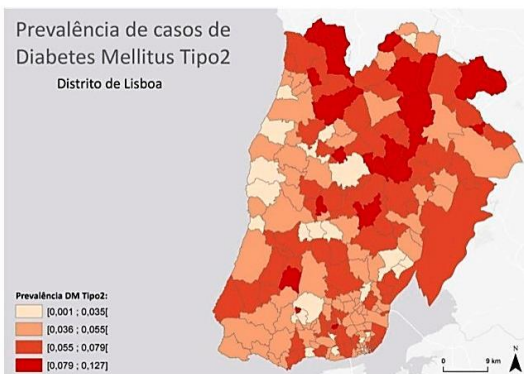 Prevalência de casos de
Diabetes Mellitus Tipo2
Distrito de Lisboa
Prevalência DM Tipo2:
[0,001 ; 0,035[
[0,036 ; 0,055[
[0,055 ; 0,079[
[0,079 ; 0,127]
0 9 km
N